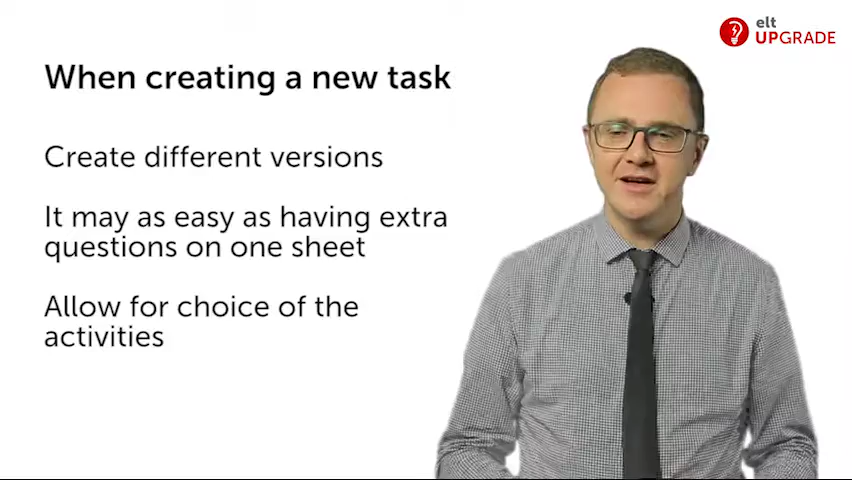 elt
UPGRADE
When creating a new task
Create different versions
It may as easy as having extra
questions on one sheet
Allow for choice of the
activities